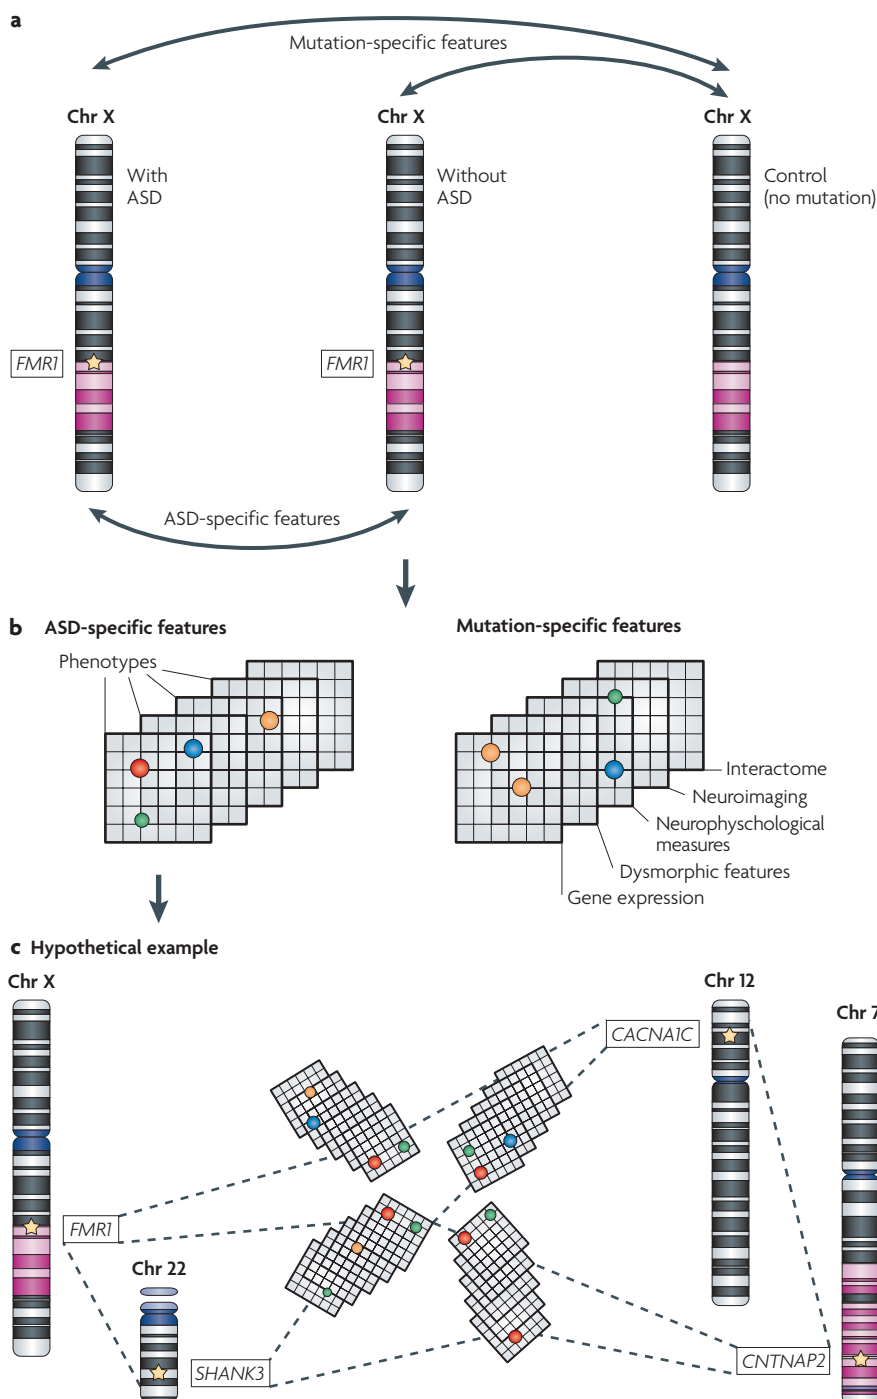 a
Mutation-specific features
Chr X
Chr X
Chr X
With
ASD
Without
ASD
Control
(no mutation)
FMR1
FMR1
ASD-specific features
b ASD-specific features
Mutation-specific features
Phenotypes
Interactome
Neuroimaging
Neurophyschological
measures
Dysmorphic features
Gene expression
c Hypothetical example
Chr X
Chr 12
Chr 7
CACNA1C
FMR1
Chr 22
SHANK3
CNTNAP2